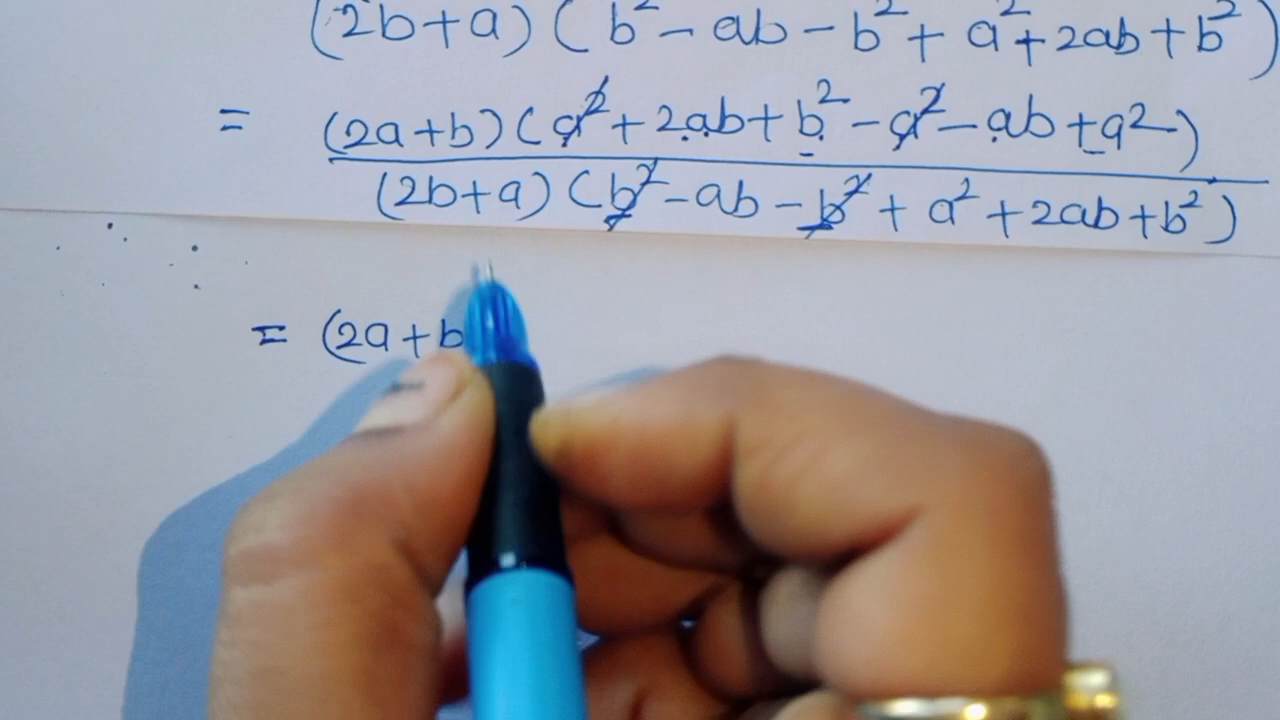 (2b+a)(b²-ab-b²+a²+2ab+b²)
= (2a+b)(a²+2ab+b²-a²-ab+a²)
(2b+a)(b²-ab-b²+a²+2ab+b²)
= (2a+b